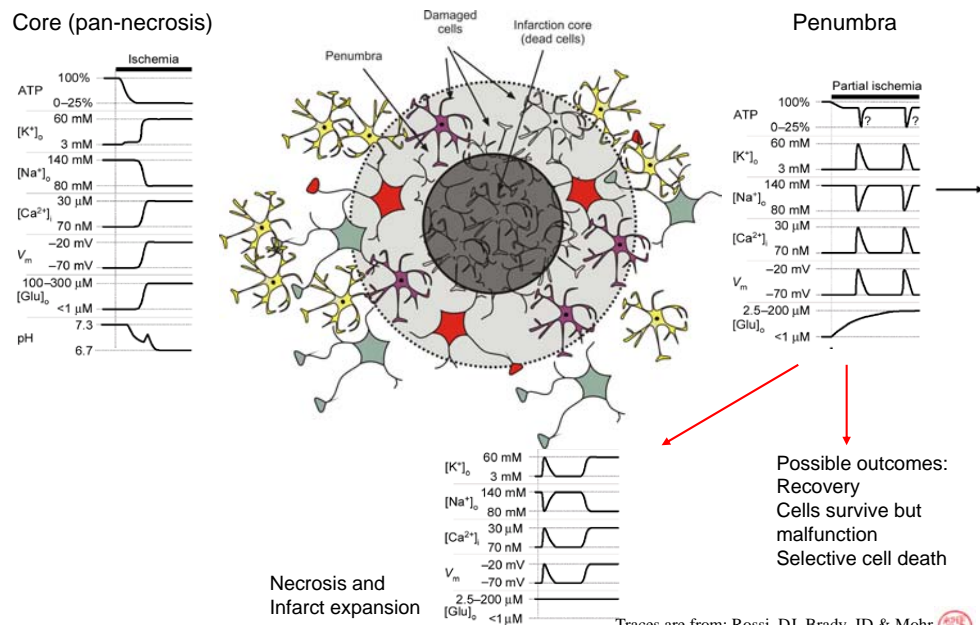 Core (pan-necrosis)
Ischemia
ATP
100%
0–25%
[K⁺]ₒ
60 mM
3 mM
[Na⁺]ₒ
140 mM
80 mM
[Ca²⁺]ᵢ
30 µM
70 nM
Vₘ
–20 mV
–70 mV
100–300 µM
[Glu]ₒ
<1 µM
pH
7.3
6.7
Damaged
cells
Penumbra
Infarction core
(dead cells)
Penumbra
Partial ischemia
ATP
100%
0–25%
?
?
[K⁺]ₒ
60 mM
3 mM
[Na⁺]ₒ
140 mM
80 mM
[Ca²⁺]ᵢ
30 µM
70 nM
Vₘ
–20 mV
–70 mV
2.5–200 µM
[Glu]ₒ
<1 µM
[K⁺]ₒ
60 mM
3 mM
[Na⁺]ₒ
140 mM
80 mM
[Ca²⁺]ᵢ
30 µM
70 nM
Vₘ
–20 mV
–70 mV
2.5–200 µM
[Glu]ₒ
<1 µM
Necrosis and
Infarct expansion
Possible outcomes:
Recovery
Cells survive but
malfunction
Selective cell death
Traces are from: Rossi, DJ, Brady, JD & Mohr